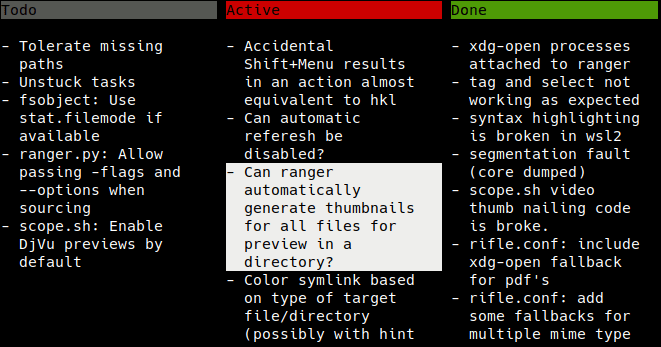 Todo
- Tolerate missing
paths
- Unstuck tasks
- fsobject: Use
stat.filemode if
available
- ranger.py: Allow
passing -flags and
--options when
sourcing
- scope.sh: Enable
DjVu previews by
default
Active
- Accidental
Shift+Menu results
in an action almost
equivalent to hkl
- Can automatic
referesh be
disabled?
- Can ranger
automatically
generate thumbnails
for all files for
preview in a
directory?
- Color symlink based
on type of target
file/directory
(possibly with hint
Done
- xdg-open processes
attached to ranger
- tag and select not
working as expected
- syntax highlighting
is broken in wsl2
- segmentation fault
(core dumped)
- scope.sh video
thumb nailing code
is broke.
- rifle.conf: include
xdg-open fallback
for pdf's
- rifle.conf: add
some fallbacks for
multiple mime type